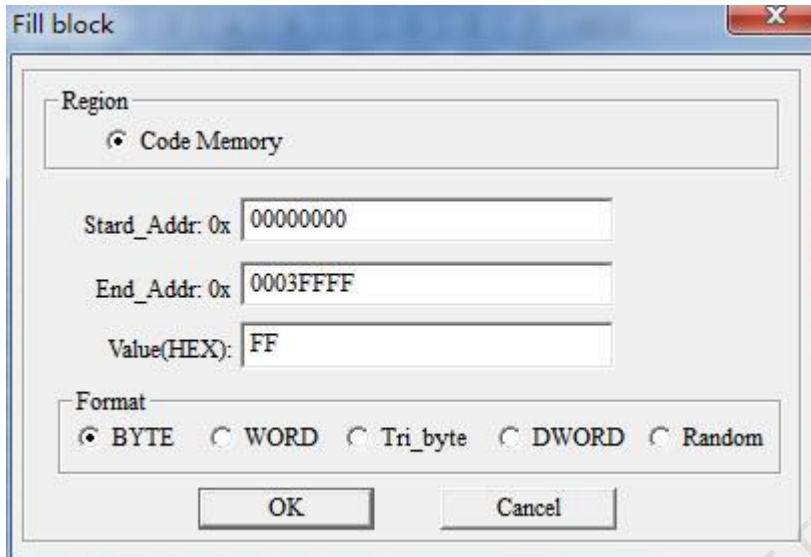 Fill block
Region
Code Memory
Stard_Addr: 0x 00000000
End_Addr: 0x 0003FFFF
Value(HEX): FF
Format
BYTE WORD Tri_byte DWORD Random
OK Cancel